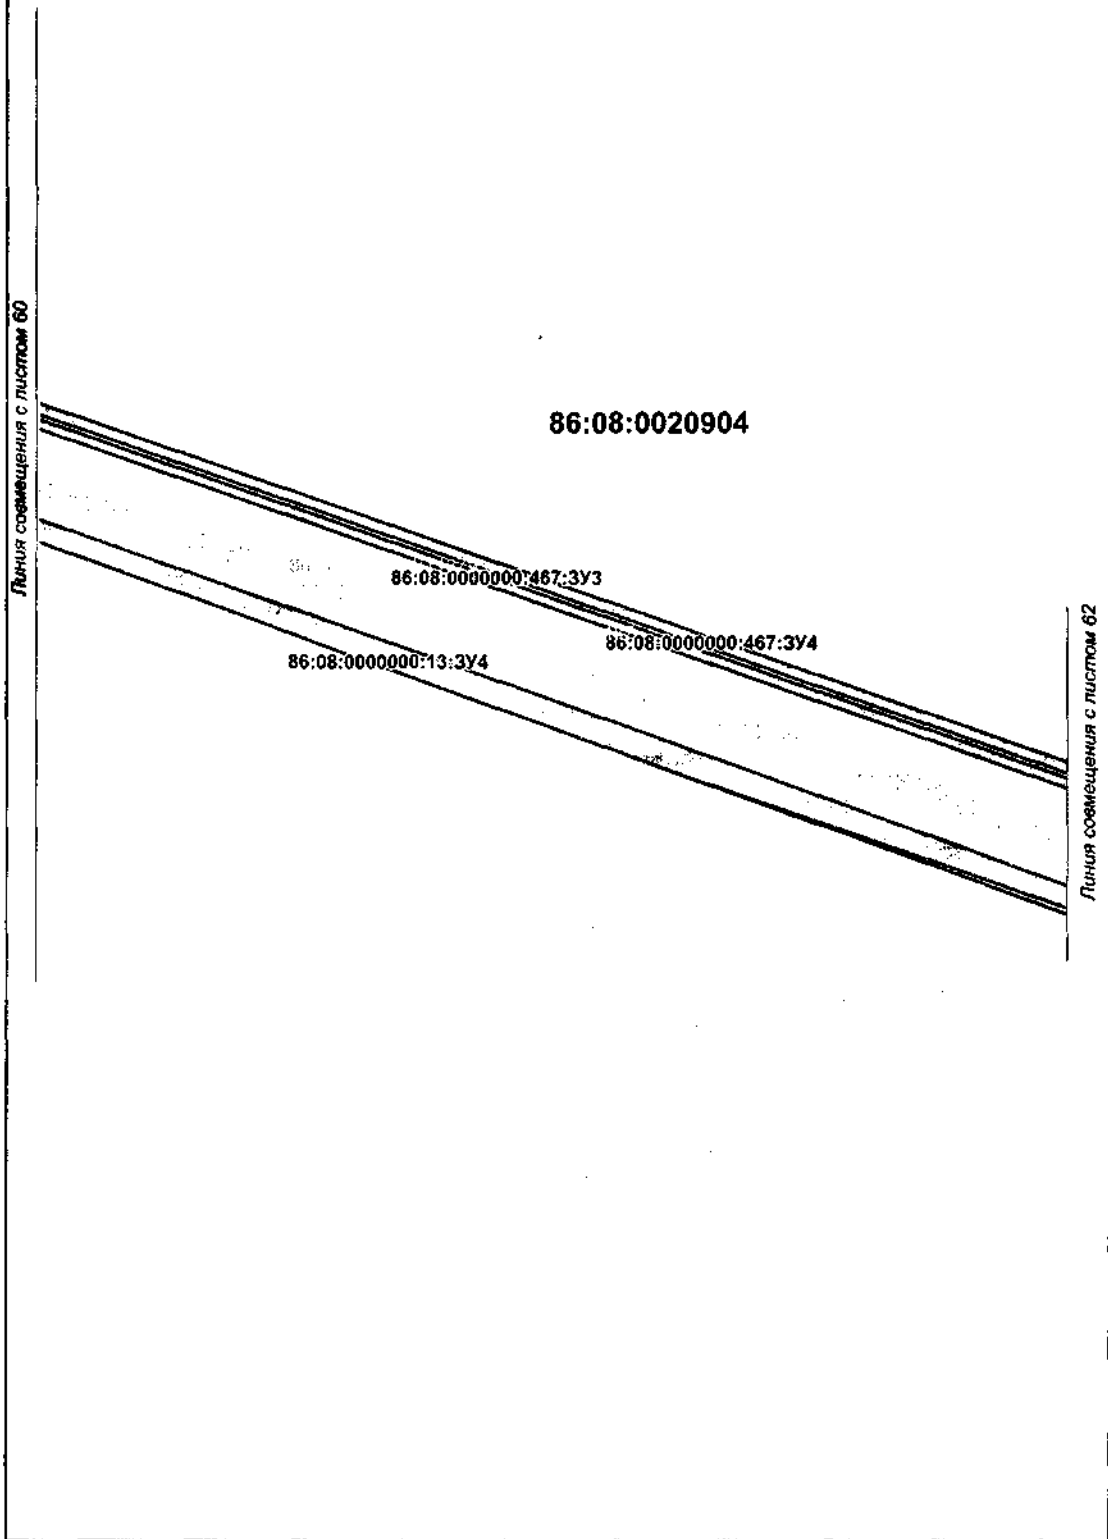 Линия совмещения с листом 60
86:08:0020904
86:08:0000000:467:ЗУ3
86:08:0000000:467:ЗУ4
86:08:0000000:13:ЗУ4
Линия совмещения с листом 62